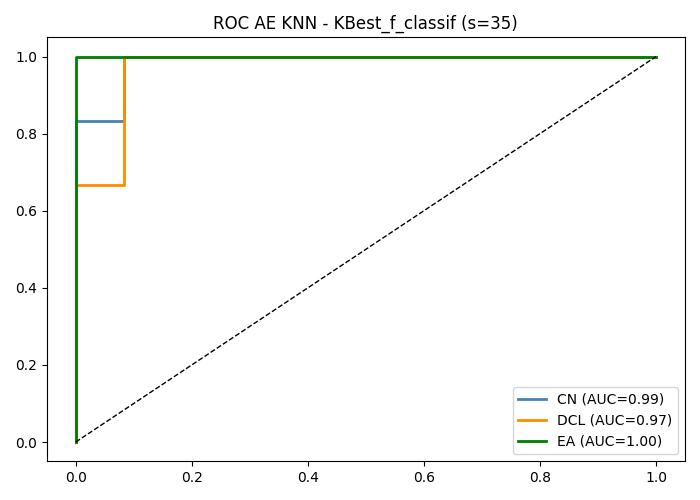 ROC AE KNN - KBest_f_classif (s=35)
1.0
0.8
0.6
0.4
0.2
0.0
0.0 0.2 0.4 0.6 0.8 1.0
CN (AUC=0.99)
DCL (AUC=0.97)
EA (AUC=1.00)